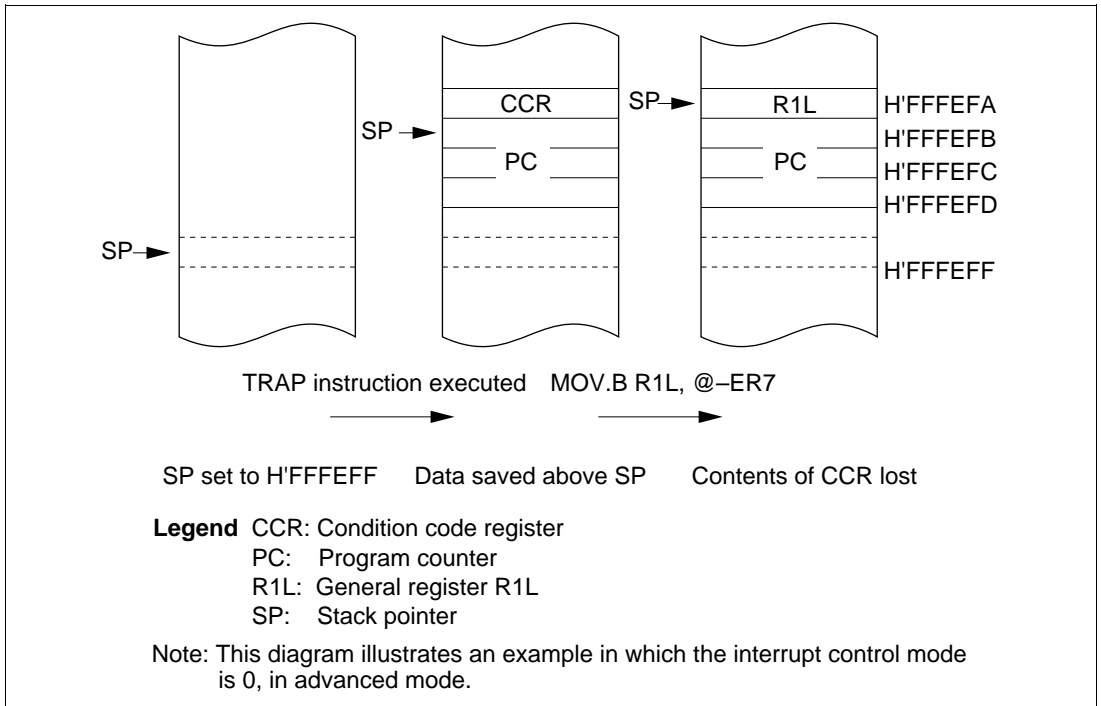 CCR
SP
R1L
H'FFFEFA
SP
H'FFFEFB
PC
PC
H'FFFEFC
H'FFFEFD
SP
H'FFFEFF
TRAP instruction executed
MOV.B R1L, @–ER7
SP set to H'FFFEFF
Data saved above SP
Contents of CCR lost
Legend CCR: Condition code register
PC: Program counter
R1L: General register R1L
SP: Stack pointer
Note: This diagram illustrates an example in which the interrupt control mode
is 0, in advanced mode.